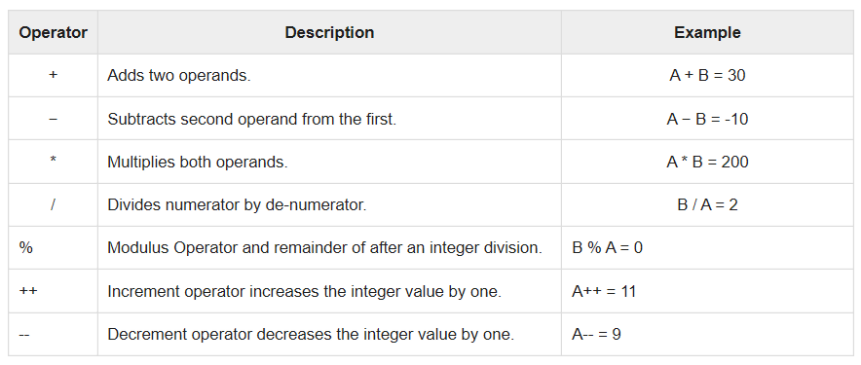 Operator Description Example
+ Adds two operands. A + B = 30
− Subtracts second operand from the first. A − B = -10
* Multiplies both operands. A * B = 200
/ Divides numerator by de-numerator. B / A = 2
% Modulus Operator and remainder of after an integer division. B % A = 0
++ Increment operator increases the integer value by one. A++ = 11
-- Decrement operator decreases the integer value by one. A-- = 9